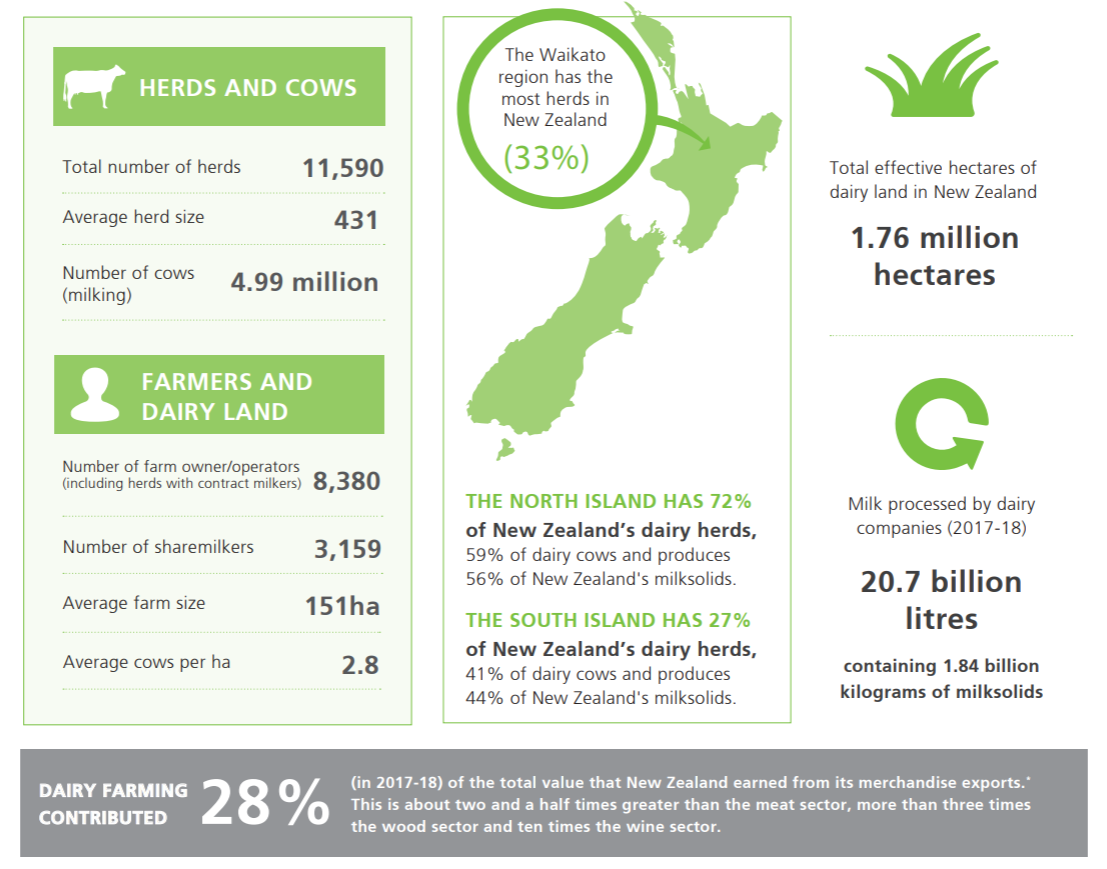 HERDS AND COWS
Total number of herds 11,590
Average herd size 431
Number of cows
(milking) 4.99 million
FARMERS AND
DAIRY LAND
Number of farm owner/operators
(including herds with contract milkers) 8,380
Number of sharemilkers 3,159
Average farm size 151ha
Average cows per ha 2.8
The Waikato
region has the
most herds in
New Zealand
(33%)
THE NORTH ISLAND HAS 72%
of New Zealand's dairy herds,
59% of dairy cows and produces
56% of New Zealand's milksolids.
THE SOUTH ISLAND HAS 27%
of New Zealand's dairy herds,
41% of dairy cows and produces
44% of New Zealand's milksolids.
Total effective hectares of
dairy land in New Zealand
1.76 million
hectares
Milk processed by dairy
companies (2017-18)
20.7 billion
litres
containing 1.84 billion
kilograms of milksolids
DAIRY FARMING
CONTRIBUTED
28%
(in 2017-18) of the total value that New Zealand earned from its merchandise exports.*
This is about two and a half times greater than the meat sector, more than three times
the wood sector and ten times the wine sector.